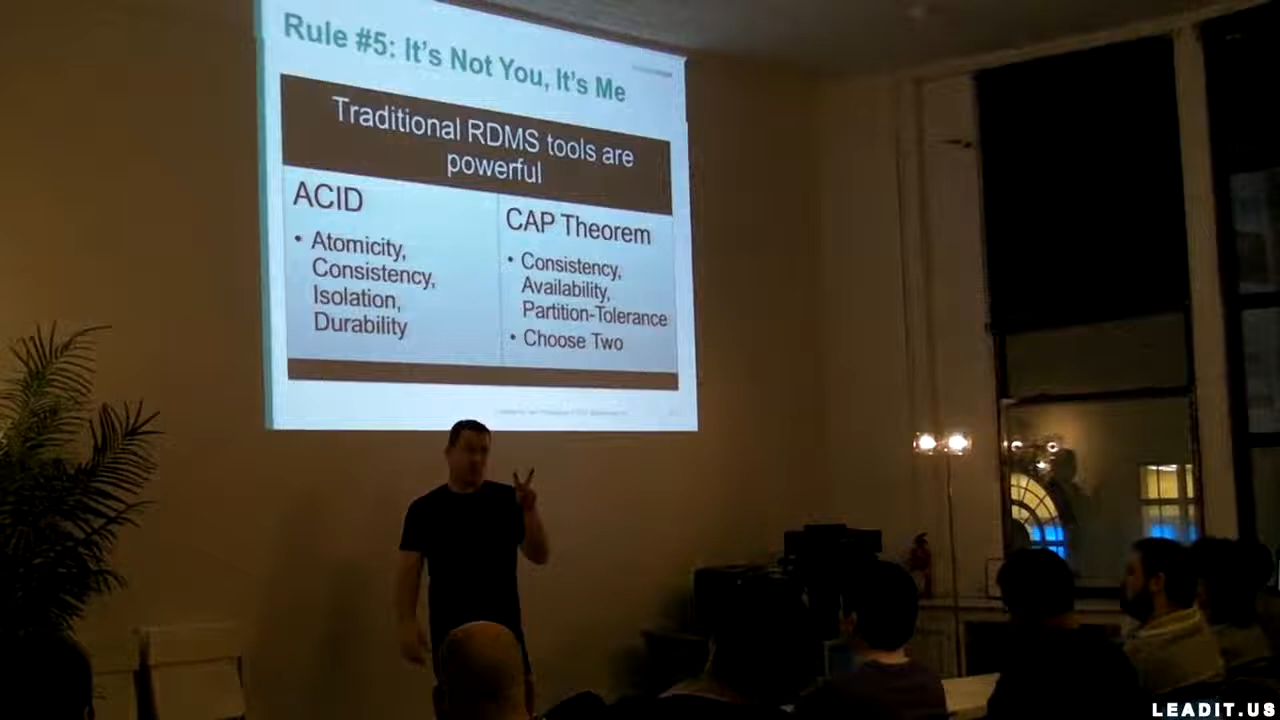 Rule #5: It's Not You, It's Me
Traditional RDMS tools are
powerful
ACID
• Atomicity,
Consistency,
Isolation,
Durability
CAP Theorem
• Consistency,
Availability,
Partition-Tolerance
• Choose Two
LEADIT.US